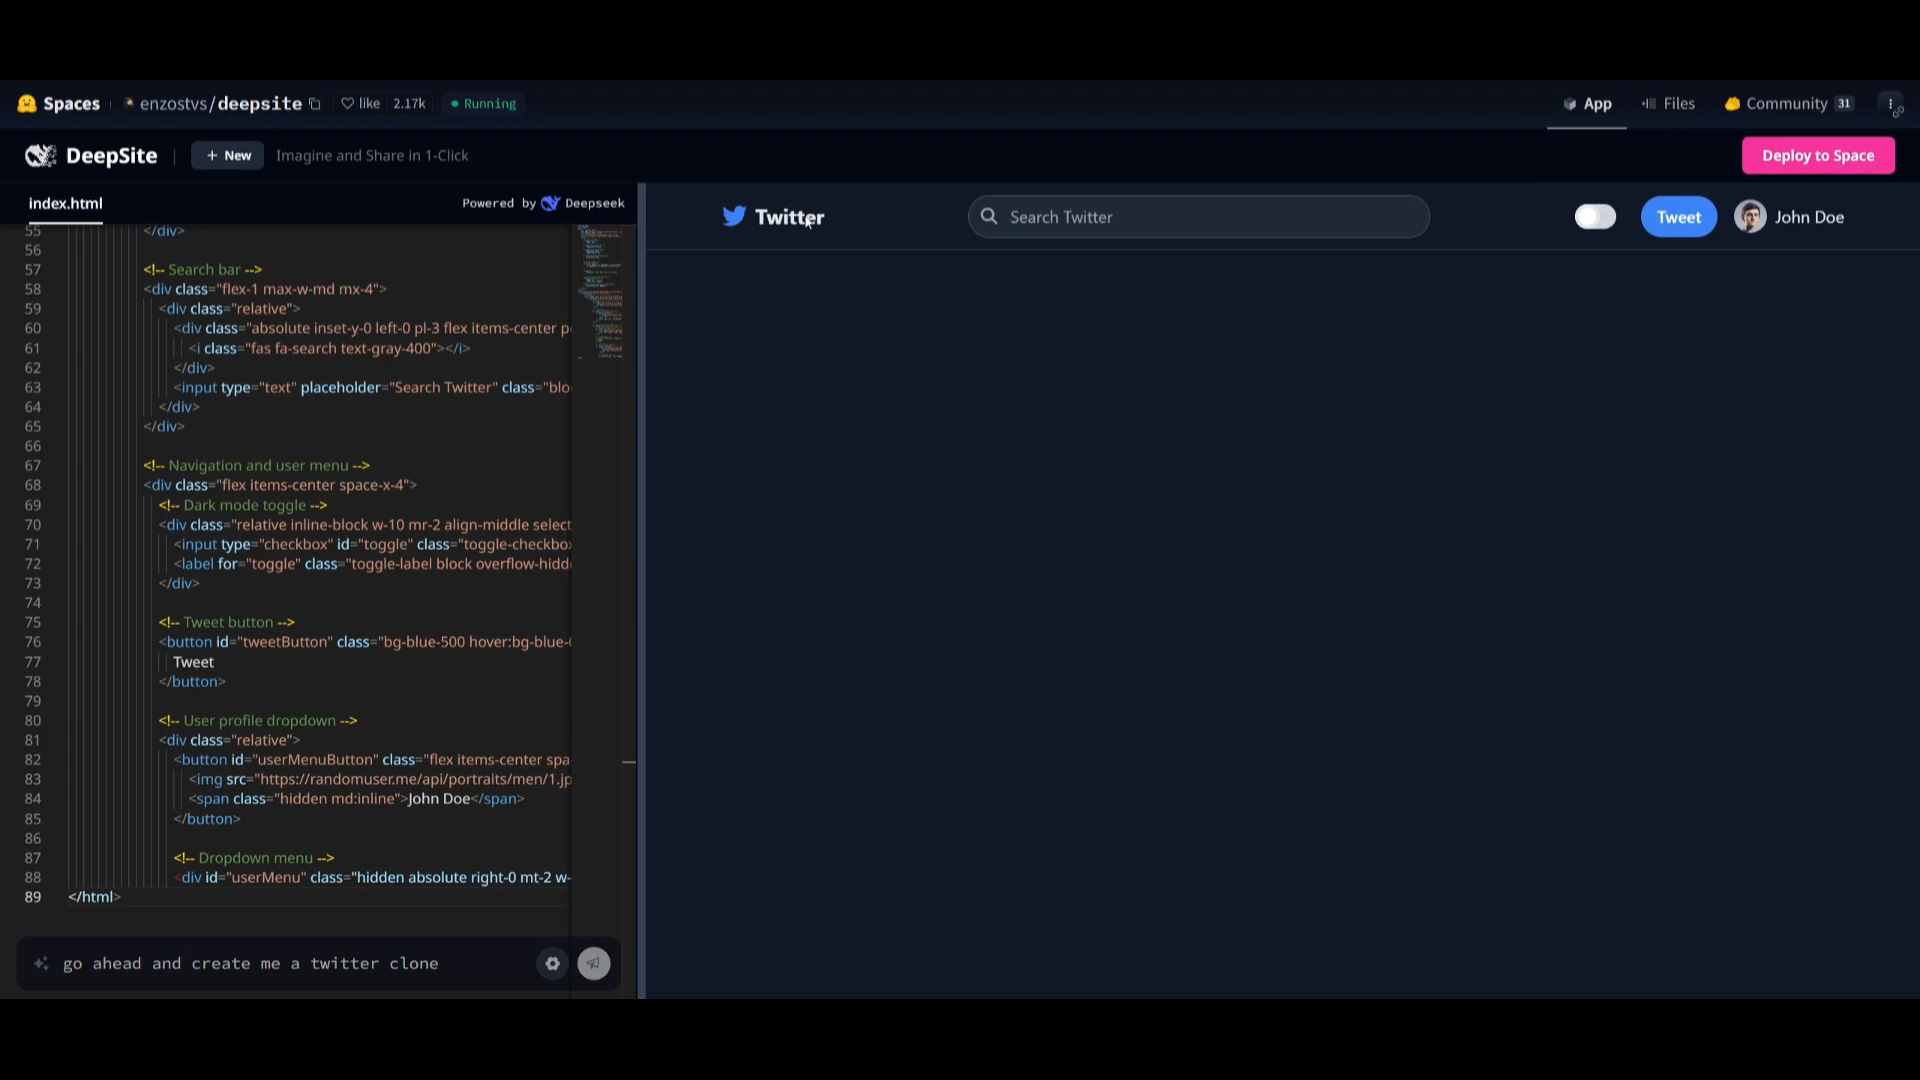 Spaces
enzostvs/deepsite
like
2.17k
Running
App
Files
Community
31
DeepSite
+ New
Imagine and Share in 1-Click
Deploy to Space
index.html
Powered by
Deepseek
55 </div>
56
57 <!-- Search bar -->
58 <div class="flex-1 max-w-md mx-4">
59 <div class="relative">
60 <div class="absolute inset-y-0 left-0 pl-3 flex items-center
61 <i class="fas fa-search text-gray-400"></i>
62 </div>
63 <input type="text" placeholder="Search Twitter" class="blo
64 </div>
65 </div>
66
67 <!-- Navigation and user menu -->
68 <div class="flex items-center space-x-4">
69 <!-- Dark mode toggle -->
70 <div class="relative inline-block w-10 mr-2 align-middle select
71 <input type="checkbox" id="toggle" class="toggle-checkbo
72 <label for="toggle" class="toggle-label block overflow-hidd
73 </div>
74
75 <!-- Tweet button -->
76 <button id="tweetButton" class="bg-blue-500 hover:bg-blue-
77 Tweet
78 </button>
79
80 <!-- User profile dropdown -->
81 <div class="relative">
82 <button id="userMenuButton" class="flex items-center spa
83 <img src="https://randomuser.me/api/portraits/men/1.jp
84 <span class="hidden md:inline">John Doe</span>
85 </button>
86
87 <!-- Dropdown menu -->
88 <div id="userMenu" class="hidden absolute right-0 mt-2 w-
89 </html>
go ahead and create me a twitter clone
Twitter
Search Twitter
Tweet
John Doe